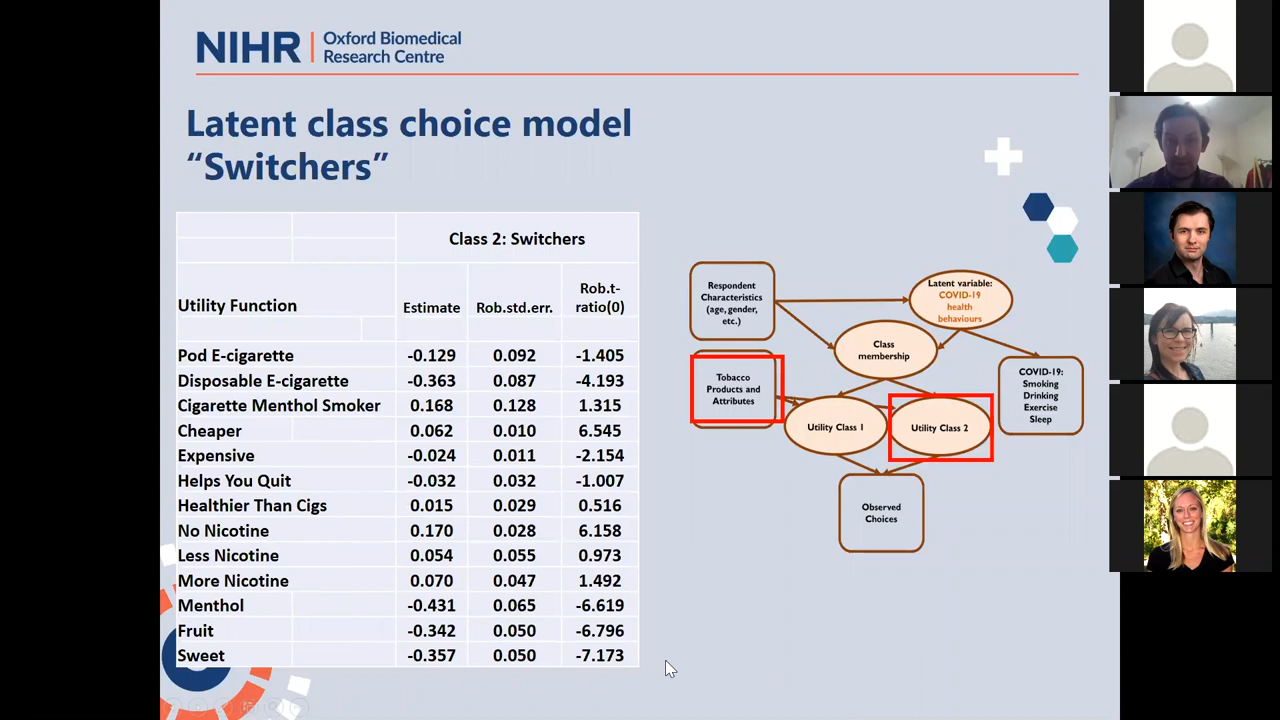 NIHR | Oxford Biomedical
Research Centre
Latent class choice model
“Switchers”
Class 2: Switchers
Utility Function Estimate Rob.std.err. Rob.t-
ratio(0)
Pod E-cigarette -0.129 0.092 -1.405
Disposable E-cigarette -0.363 0.087 -4.193
Cigarette Menthol Smoker 0.168 0.128 1.315
Cheaper 0.062 0.010 6.545
Expensive -0.024 0.011 -2.154
Helps You Quit -0.032 0.032 -1.007
Healthier Than Cigs 0.015 0.029 0.516
No Nicotine 0.170 0.028 6.158
Less Nicotine 0.054 0.055 0.973
More Nicotine 0.070 0.047 1.492
Menthol -0.431 0.065 -6.619
Fruit -0.342 0.050 -6.796
Sweet -0.357 0.050 -7.173
Respondent
Characteristics
(age, gender,
etc.)
Latent variable:
COVID-19
health
behaviours
Class
membership
Tobacco
Products and
Attributes
COVID-19:
Smoking
Drinking
Exercise
Sleep
Utility Class 1
Utility Class 2
Observed
Choices